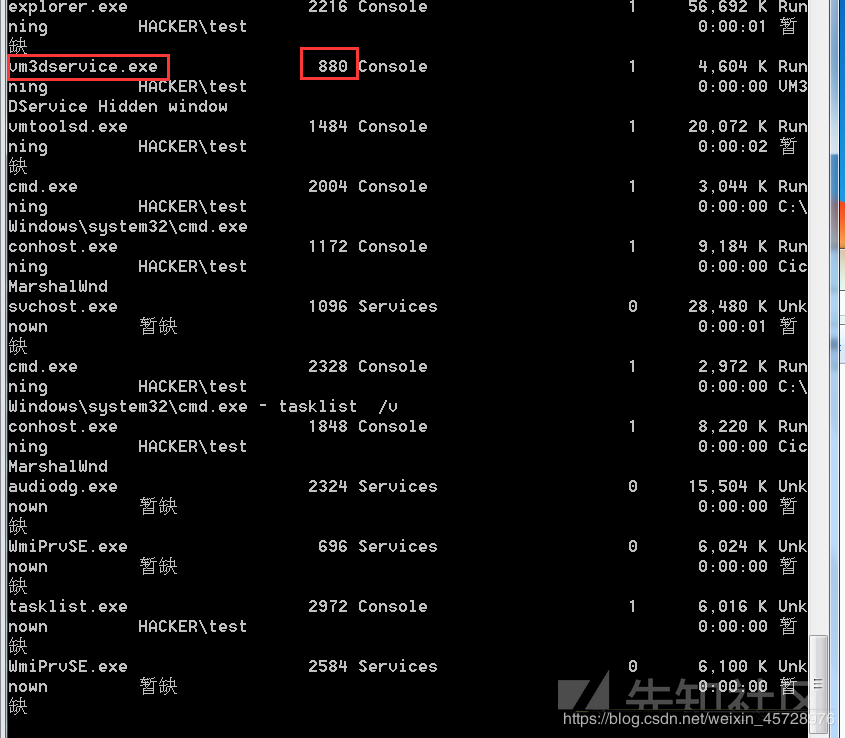 explorer.exe 2216 Console 1 56,692 K Run
ning HACKER\test 0:00:01 暂
缺
vm3dservice.exe 880 Console 1 4,604 K Run
ning HACKER\test 0:00:00 VM3
DService Hidden window
vmtoolsd.exe 1484 Console 1 20,072 K Run
ning HACKER\test 0:00:02 暂
缺
cmd.exe 2004 Console 1 3,044 K Run
ning HACKER\test 0:00:00 C:\
Windows\system32\cmd.exe
conhost.exe 1172 Console 1 9,184 K Run
ning HACKER\test 0:00:00 Cic
MarshalWnd
svchost.exe 1096 Services 0 28,480 K Unk
nown 暂缺 0:00:01 暂
缺
cmd.exe 2328 Console 1 2,972 K Run
ning HACKER\test 0:00:00 C:\
Windows\system32\cmd.exe - tasklist  /v
conhost.exe 1848 Console 1 8,220 K Run
ning HACKER\test 0:00:00 Cic
MarshalWnd
audiodg.exe 2324 Services 0 15,504 K Unk
nown 暂缺 0:00:00 暂
缺
WmiPrvSE.exe 696 Services 0 6,024 K Unk
nown 暂缺 0:00:00 暂
缺
tasklist.exe 2972 Console 1 6,016 K Unk
nown HACKER\test 0:00:00 暂
缺
WmiPrvSE.exe 2584 Services 0 6,100 K Unk
nown 暂缺 0:00:00 暂
缺
先知社区
https://blog.csdn.net/weixin_45728976